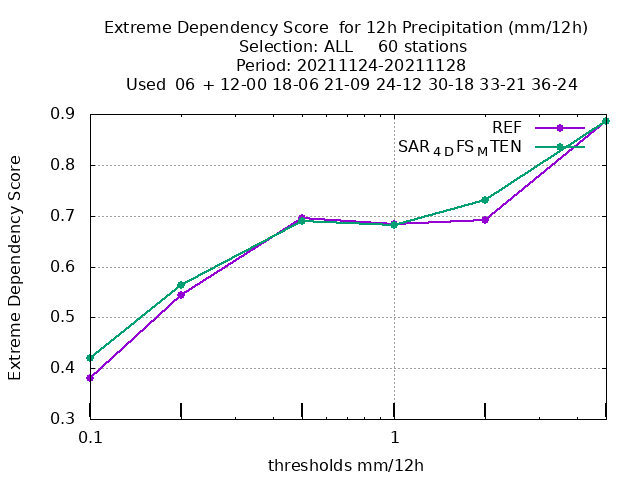 Extreme Dependency Score  for 12h Precipitation (mm/12h)
Selection: ALL     60 stations
Period: 20211124-20211128
Used  06 + 12-00 18-06 21-09 24-12 30-18 33-21 36-24
REF
SAR4DFSMTEN
Extreme Dependency Score
0.9
0.8
0.7
0.6
0.5
0.4
0.3
0.1
1
thresholds mm/12h